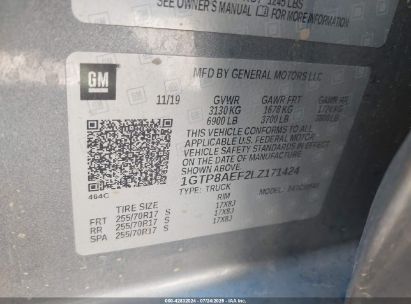 SEE OWNER'S MANUAL FOR MORE INFORMATION
GM
MFD BY GENERAL MOTORS LLC
11/19 GVWR GAWR FRT GAWR RR
3130 KG 1678 KG
6900 LB 3700 LB
THIS VEHICLE CONFORMS TO ALL
APPLICABLE U.S. FEDERAL MOTOR
VEHICLE SAFETY STANDARDS IN EFFECT
ON THE DATE OF MANUFACTURE SHOWN ABOVE
1GTP8AEF2LZ171424
TYPE: TRUCK
464C
TIRE SIZE RIM
FRT 255/70R17 S 17X8J
RR 255/70R17 S 17X8J
SPA 255/70R17 S 17X8J